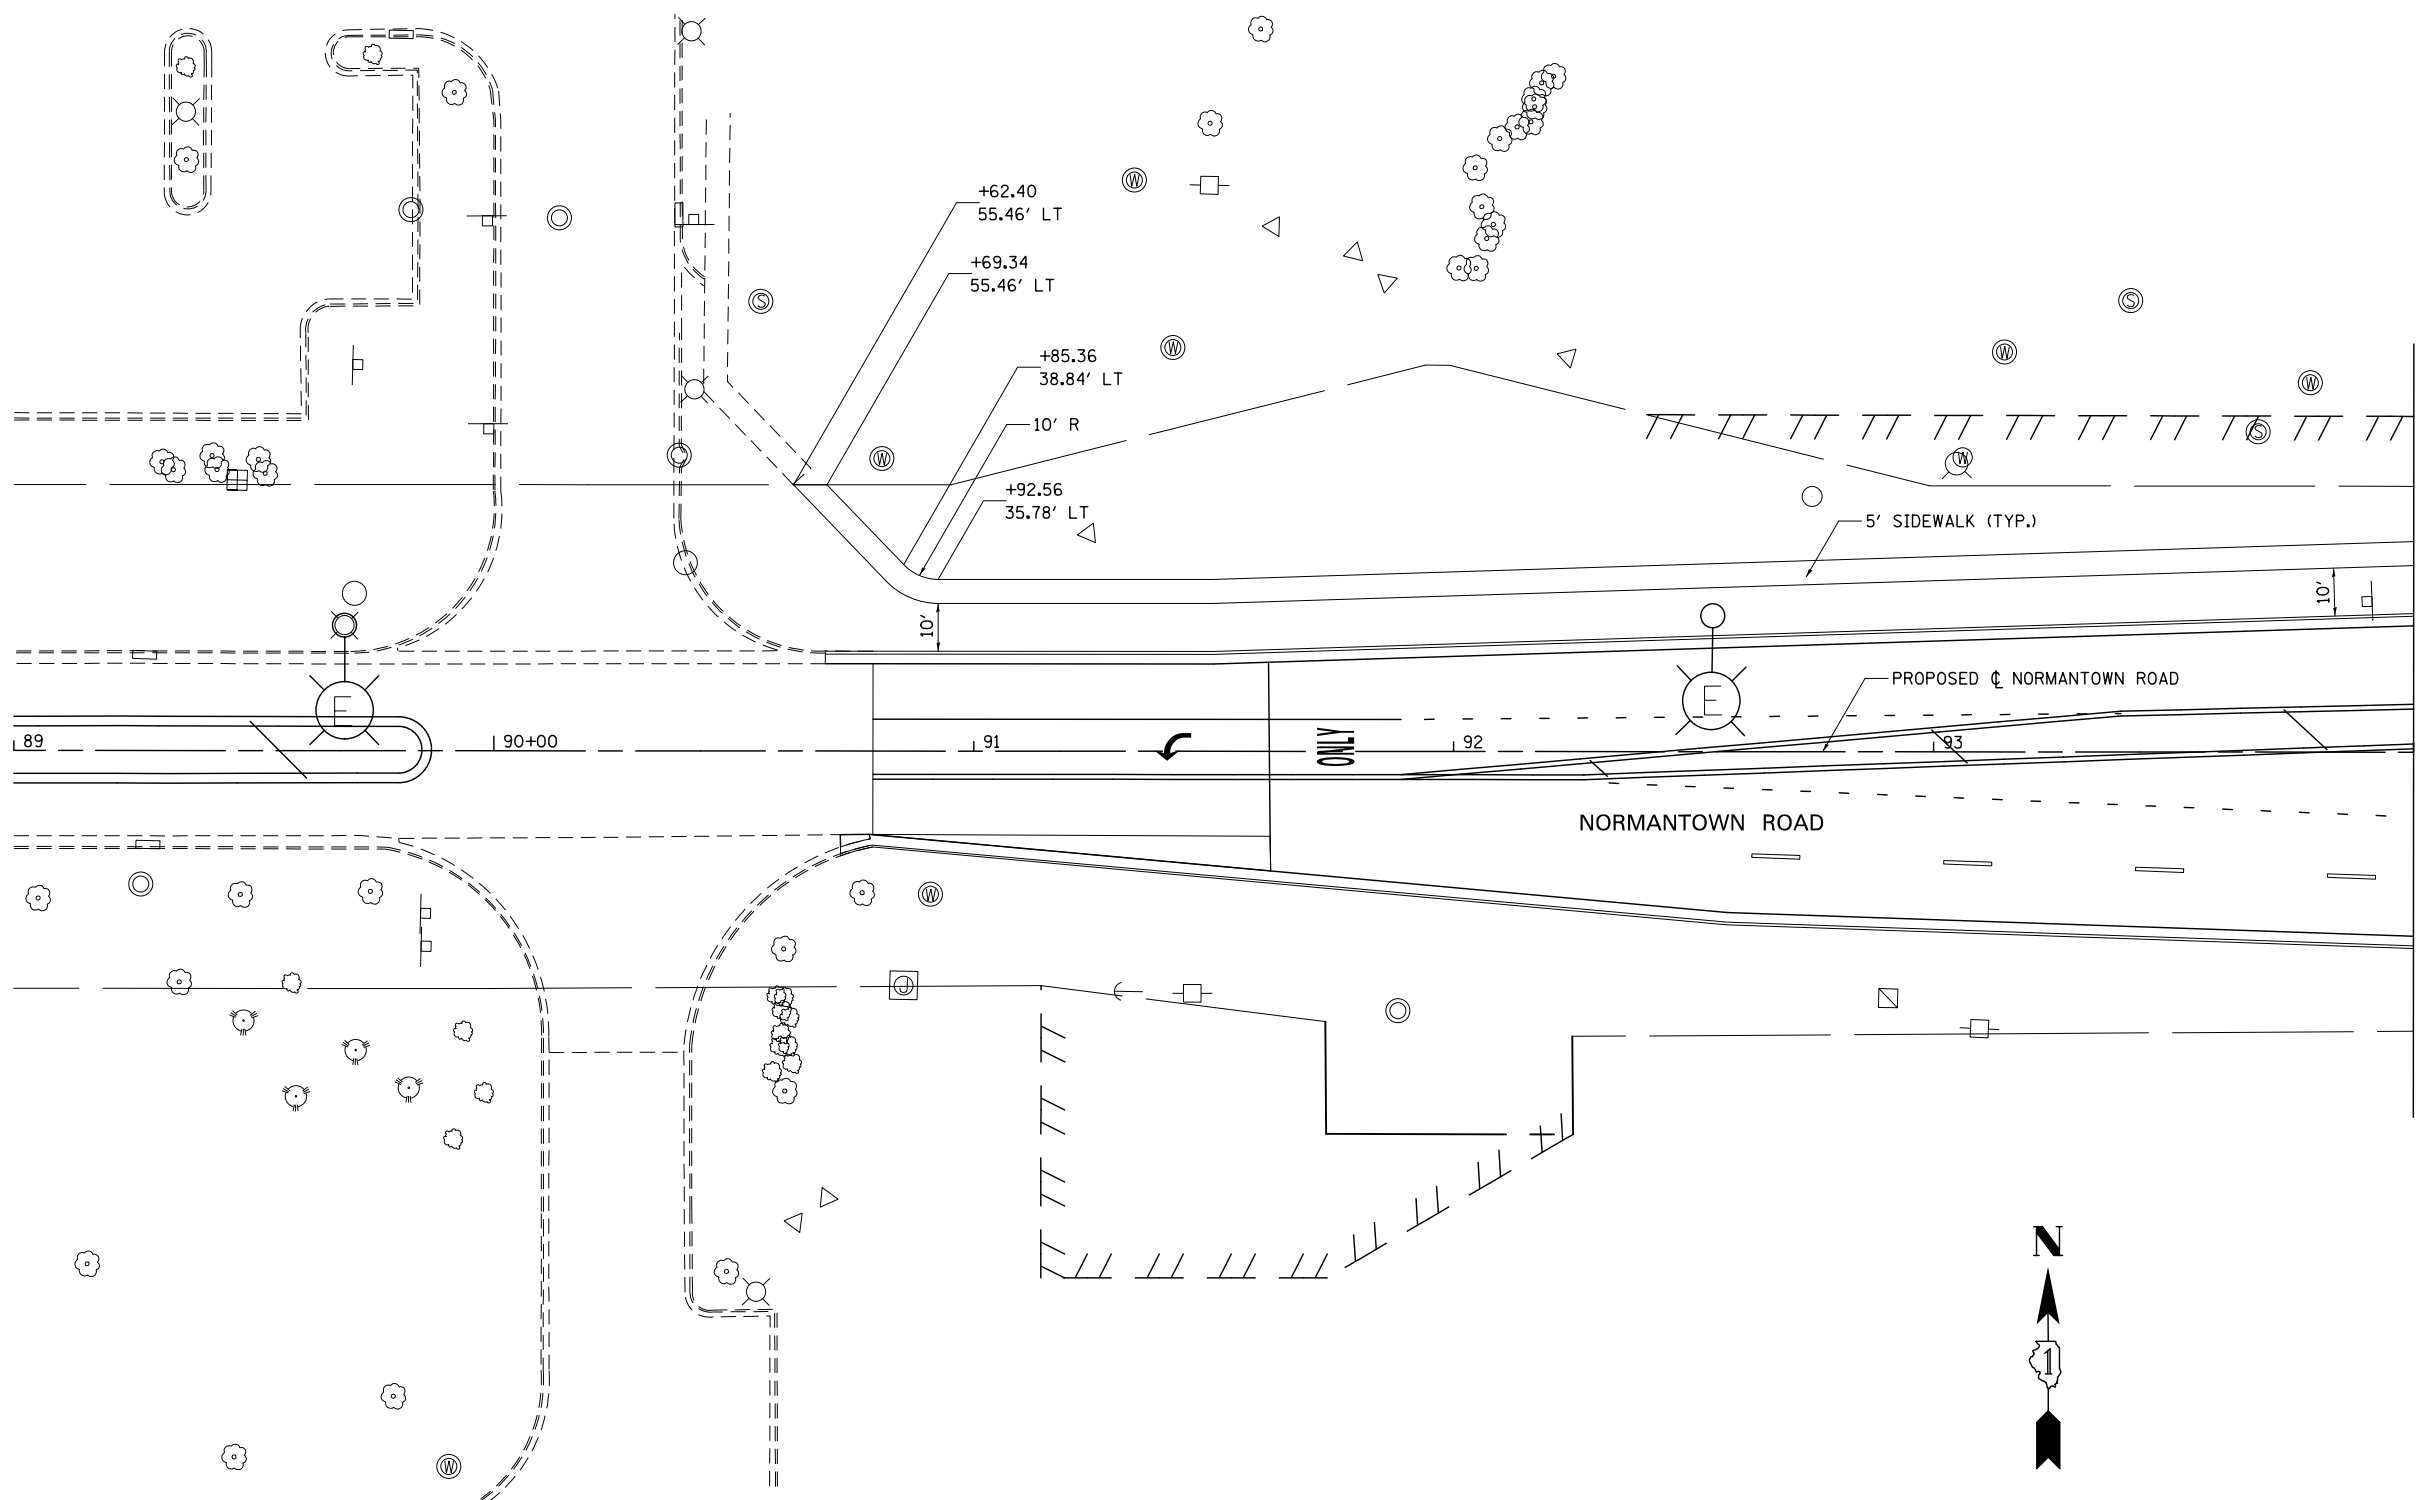 +62.40
55.46' LT
+69.34
55.46' LT
+85.36
38.84' LT
10' R
+92.56
35.78' LT
W
W
S
W
W
S
W
S
W
5' SIDEWALK (TYP.)
10'
10'
E
E
PROPOSED ℄ NORMANTOWN ROAD
89
90+00
91
ONLY
92
93
NORMANTOWN ROAD
W
J
N
1
W